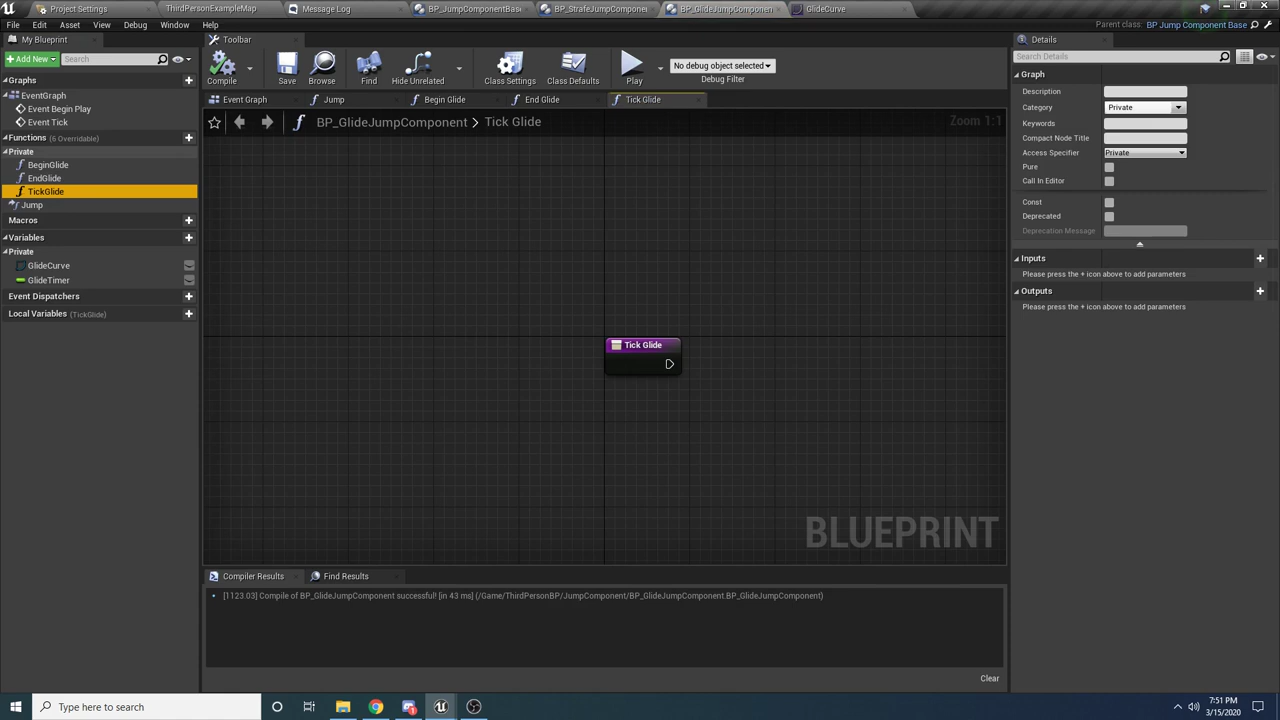 Project Settings
ThirdPersonExampleMap
Message Log
BP_JumpComponentBase
BP_StrafeJumpComponen
BP_GlideJumpComponen
GlideCurve
File Edit Asset View Debug Window Help
Parent class: BP Jump Component Base
My Blueprint
Toolbar
Details
Add New
Search
Compile
Save
Browse
Find
Hide Unrelated
Class Settings
Class Defaults
Play
No debug object selected
Debug Filter
Search Details
Graphs
EventGraph
Event Begin Play
Event Tick
Functions (6 Overridable)
Private
BeginGlide
EndGlide
TickGlide
Jump
Macros
Variables
Private
GlideCurve
GlideTimer
Event Dispatchers
Local Variables (TickGlide)
Event Graph
Jump
Begin Glide
End Glide
Tick Glide
BP_GlideJumpComponent > Tick Glide
Zoom 1:1
Tick Glide
BLUEPRINT
Graph
Description
Category Private
Keywords
Compact Node Title
Access Specifier Private
Pure
Call In Editor
Const
Deprecated
Deprecation Message
Inputs
Please press the + icon above to add parameters
Outputs
Please press the + icon above to add parameters
Compiler Results
Find Results
[1123.03] Compile of BP_GlideJumpComponent successful! [in 43 ms] (/Game/ThirdPersonBP/JumpComponent/BP_GlideJumpComponent.BP_GlideJumpComponent)
Clear
Type here to search
7:51 PM
3/15/2020